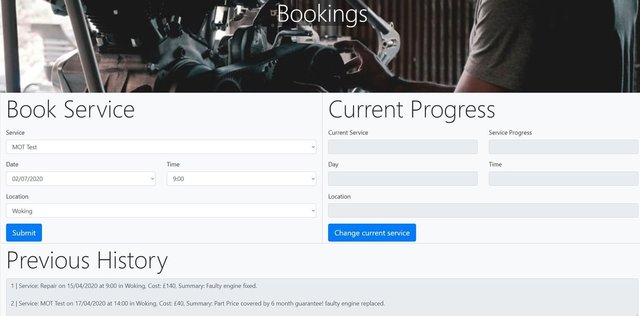 Bookings
Book Service
Service
MOT Test
Date
Time
02/07/2020
9:00
Location
Woking
Submit
Current Progress
Current Service
Service Progress
Day
Time
Location
Change current service
Previous History
1 | Service: Repair on 15/04/2020 at 9:00 in Woking, Cost: £140, Summary: Faulty engine fixed.
2 | Service: MOT Test on 17/04/2020 at 14:00 in Woking, Cost: £40, Summary: Part Price covered by 6 month guarantee! faulty engine replaced.